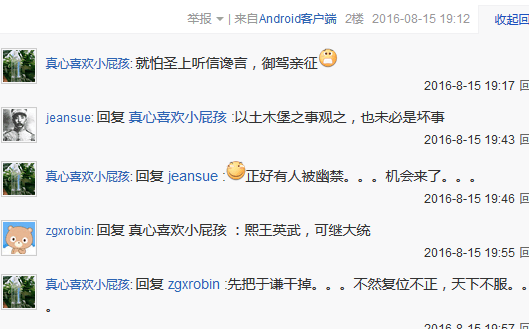 举报 | 来自Android客户端 2楼 2016-08-15 19:12 收起回
真心喜欢小屁孩: 就怕圣上听信谗言，御驾亲征
2016-8-15 19:17 回
jeansue: 回复 真心喜欢小屁孩 :以土木堡之事观之，也未必是坏事
2016-8-15 19:43 回
真心喜欢小屁孩: 回复 jeansue :正好有人被幽禁。。。机会来了。。。
2016-8-15 19:46 回
zgxrobin: 回复 真心喜欢小屁孩 ：熙王英武，可继大统
2016-8-15 19:55 回
真心喜欢小屁孩: 回复 zgxrobin :先把于谦干掉。。。不然复位不正，天下不服。。
。
2016-8-15 19:57 回